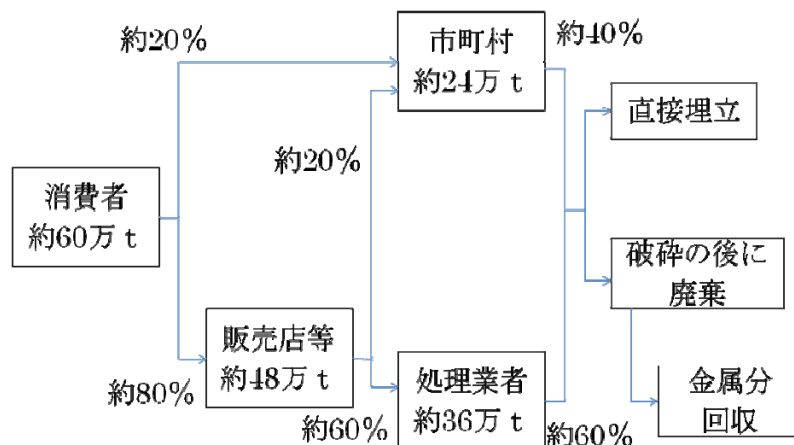 約20%
市町村
約24万t
約40%
直接埋立
約20%
消費者
約60万t
破砕の後に
廃棄
販売店等
約48万t
約80%
処理業者
約36万t
約60%
約60%
金属分
回収